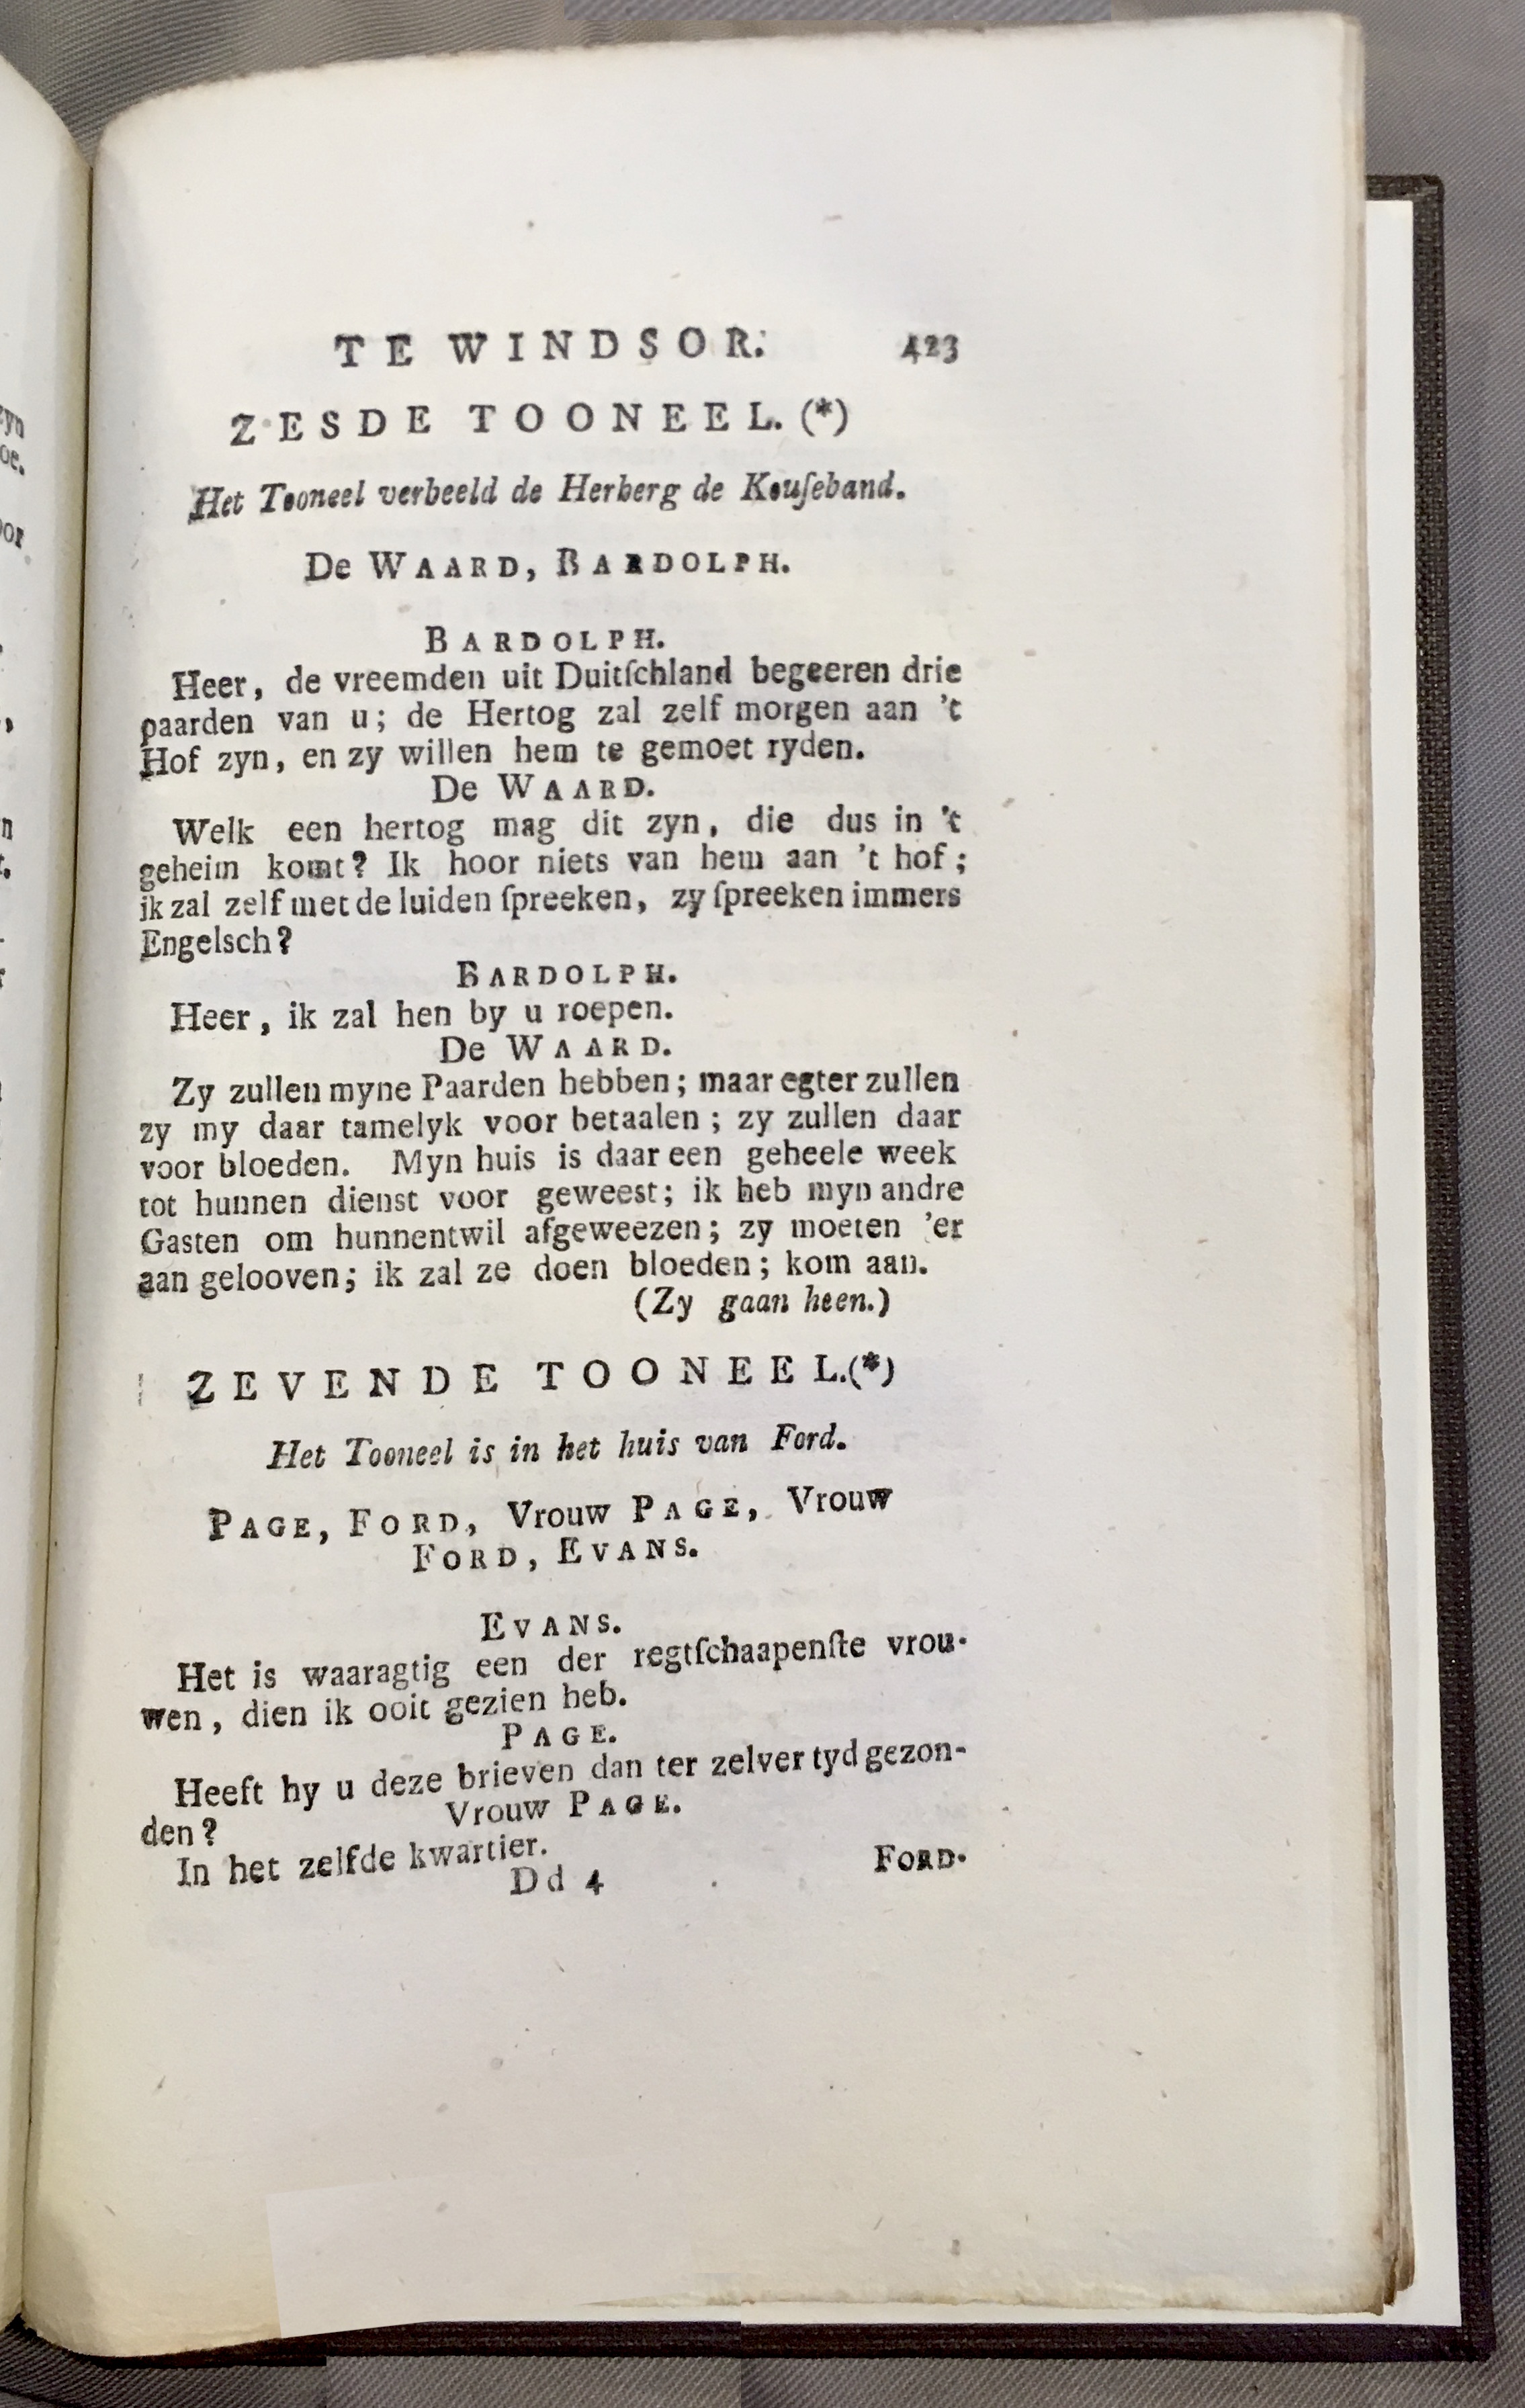 TE WINDSOR. 423
ZESDE TOONEEL. (*)
Het Tooneel verbeeld de Herberg de Kouſeband.
De WAARD, BARDOLPH.
BARDOLPH.
Heer, de vreemden uit Duitſchland begeeren drie
paarden van u; de Hertog zal zelf morgen aan 't
Hof zyn, en zy willen hem te gemoet ryden.
De WAARD.
Welk een hertog mag dit zyn, die dus in 't
geheim komt? Ik hoor niets van hem aan 't hof;
ik zal zelf met de luiden ſpreeken, zy ſpreeken immers
Engelsch?
BARDOLPH.
Heer, ik zal hen by u roepen.
De WAARD.
Zy zullen myne Paarden hebben; maar egter zullen
zy my daar tamelyk voor betaalen; zy zullen daar
voor bloeden. Myn huis is daar een geheele week
tot hunnen dienst voor geweest; ik heb myn andre
Gasten om hunnentwil afgeweezen; zy moeten 'er
aan gelooven; ik zal ze doen bloeden; kom aan.
(Zy gaan heen.)
ZEVENDE TOONEEL.(*)
Het Tooneel is in het huis van Ford.
PAGE, FORD, Vrouw PAGE, Vrouw
FORD, EVANS.
EVANS.
Het is waaragtig een der regtſchaapenſte vrou-
wen, dien ik ooit gezien heb.
PAGE.
Heeft hy u deze brieven dan ter zelver tyd gezon-
den?
Vrouw PAGE.
In het zelfde kwartier.
Dd 4 FORD.